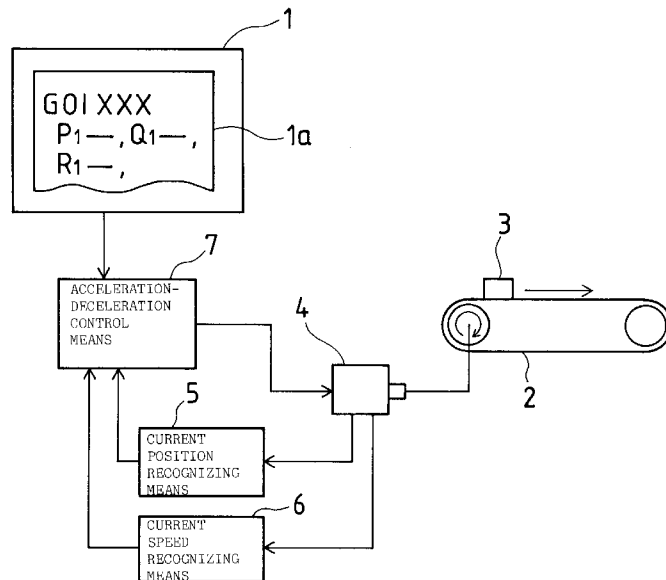 1
GO1XXX
P1—, Q1—,
R1—,
1a
7
ACCELERATION-
DECELERATION
CONTROL
MEANS
3
4
2
5
CURRENT
POSITION
RECOGNIZING
MEANS
6
CURRENT
SPEED
RECOGNIZING
MEANS